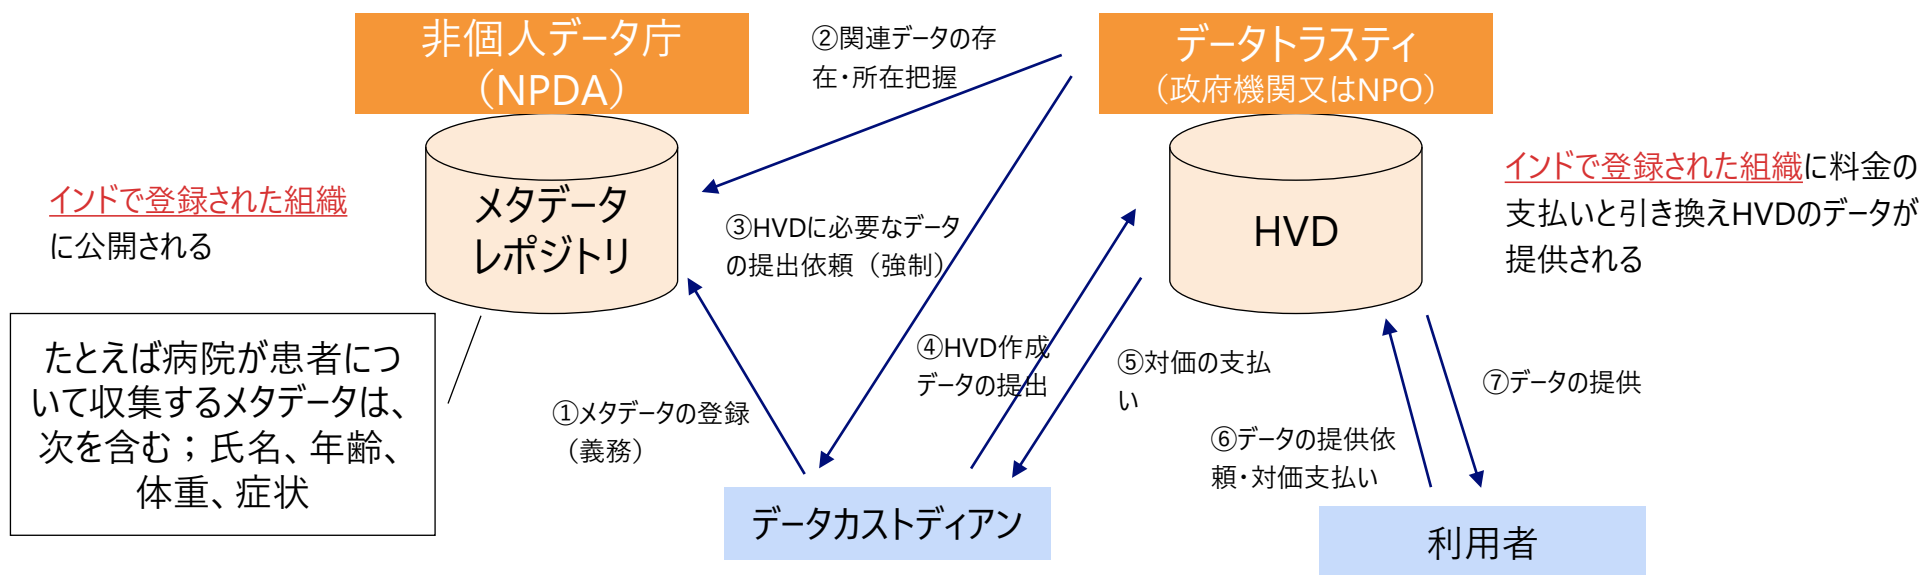 非個人データ庁
（NPDA）
②関連データの存
在・所在把握
データトラスティ
（政府機関又はNPO）
インドで登録された組織
に公開される
メタデータ
レポジトリ
③HVDに必要なデータ
の提出依頼（強制）
HVD
インドで登録された組織に料金の
支払いと引き換えHVDのデータが
提供される
たとえば病院が患者につ
いて収集するメタデータは、
次を含む；氏名、年齢、
体重、症状
①メタデータの登録
（義務）
④HVD作成
データの提出
⑤対価の支払
い
⑥データの提供依
頼・対価支払い
⑦データの提供
データカストディアン
利用者